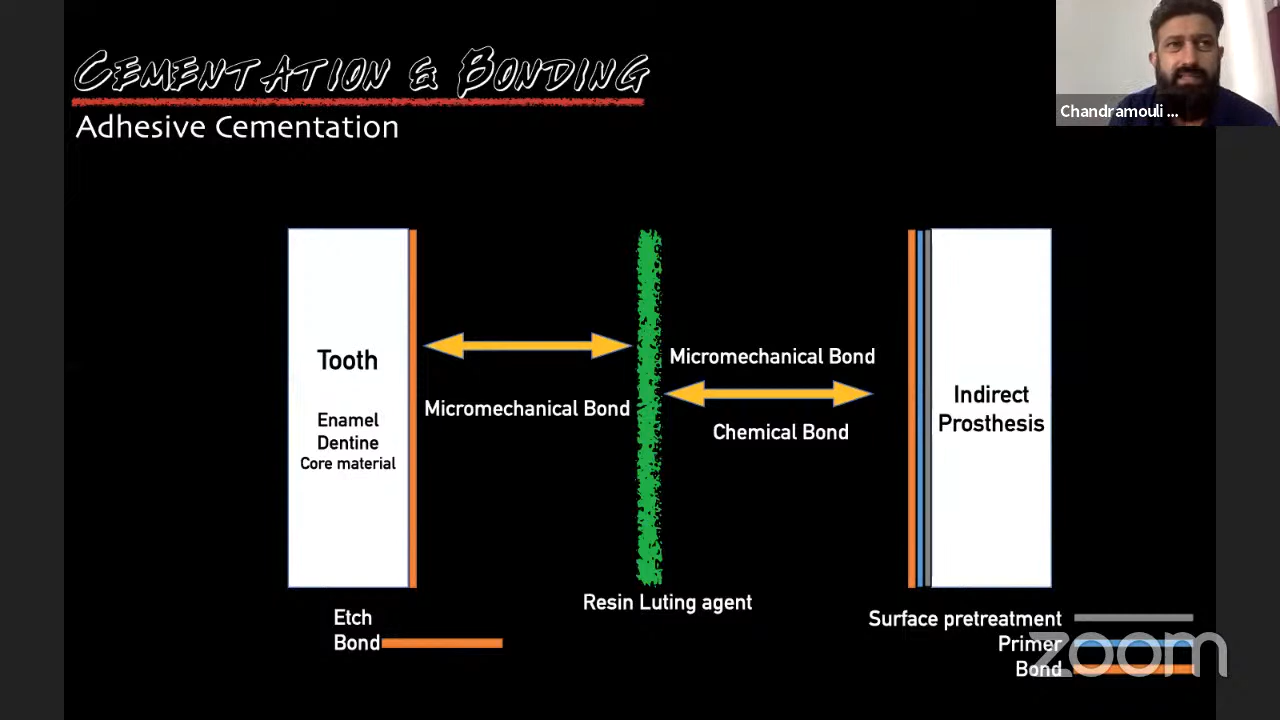 CEMENTATION & BONDING
Adhesive Cementation
Chandramouli ...
Tooth
Enamel
Dentine
Core material
Micromechanical Bond
Micromechanical Bond
Chemical Bond
Indirect
Prosthesis
Resin Luting agent
Etch
Bond
Surface pretreatment
Primer
Bond
zoom